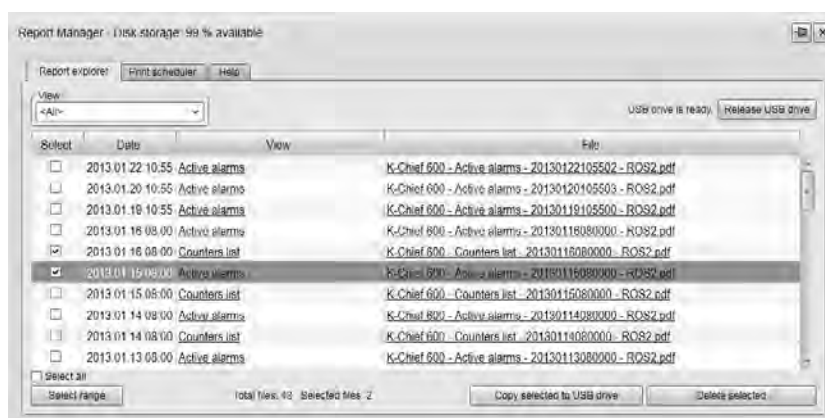 Report Manager - Disk storage: 99 % available
Report explorer Print scheduler Help
View
<All>
USB drive is ready. Release USB drive
Select Date View File
2013.01.22 10:55 Active alarms K-Chief 600 - Active alarms - 20130122105502 - ROS2.pdf
2013.01.20 10:55 Active alarms K-Chief 600 - Active alarms - 20130120105503 - ROS2.pdf
2013.01.19 10:55 Active alarms K-Chief 600 - Active alarms - 20130119105500 - ROS2.pdf
2013.01.16 08:00 Active alarms K-Chief 600 - Active alarms - 20130116080000 - ROS2.pdf
2013.01.16 08:00 Counters list K-Chief 600 - Counters list - 20130116080000 - ROS2.pdf
2013.01.15 08:00 Active alarms K-Chief 600 - Active alarms - 20130115080000 - ROS2.pdf
2013.01.15 08:00 Counters list K-Chief 600 - Counters list - 20130115080000 - ROS2.pdf
2013.01.14 08:00 Active alarms K-Chief 600 - Active alarms - 20130114080000 - ROS2.pdf
2013.01.14 08:00 Counters list K-Chief 600 - Counters list - 20130114080000 - ROS2.pdf
2013.01.13 08:00 Active alarms K-Chief 600 - Active alarms - 20130113080000 - ROS2.pdf
Select all
Select range Total files: Selected files: 2 Copy selected to USB drive Delete selected